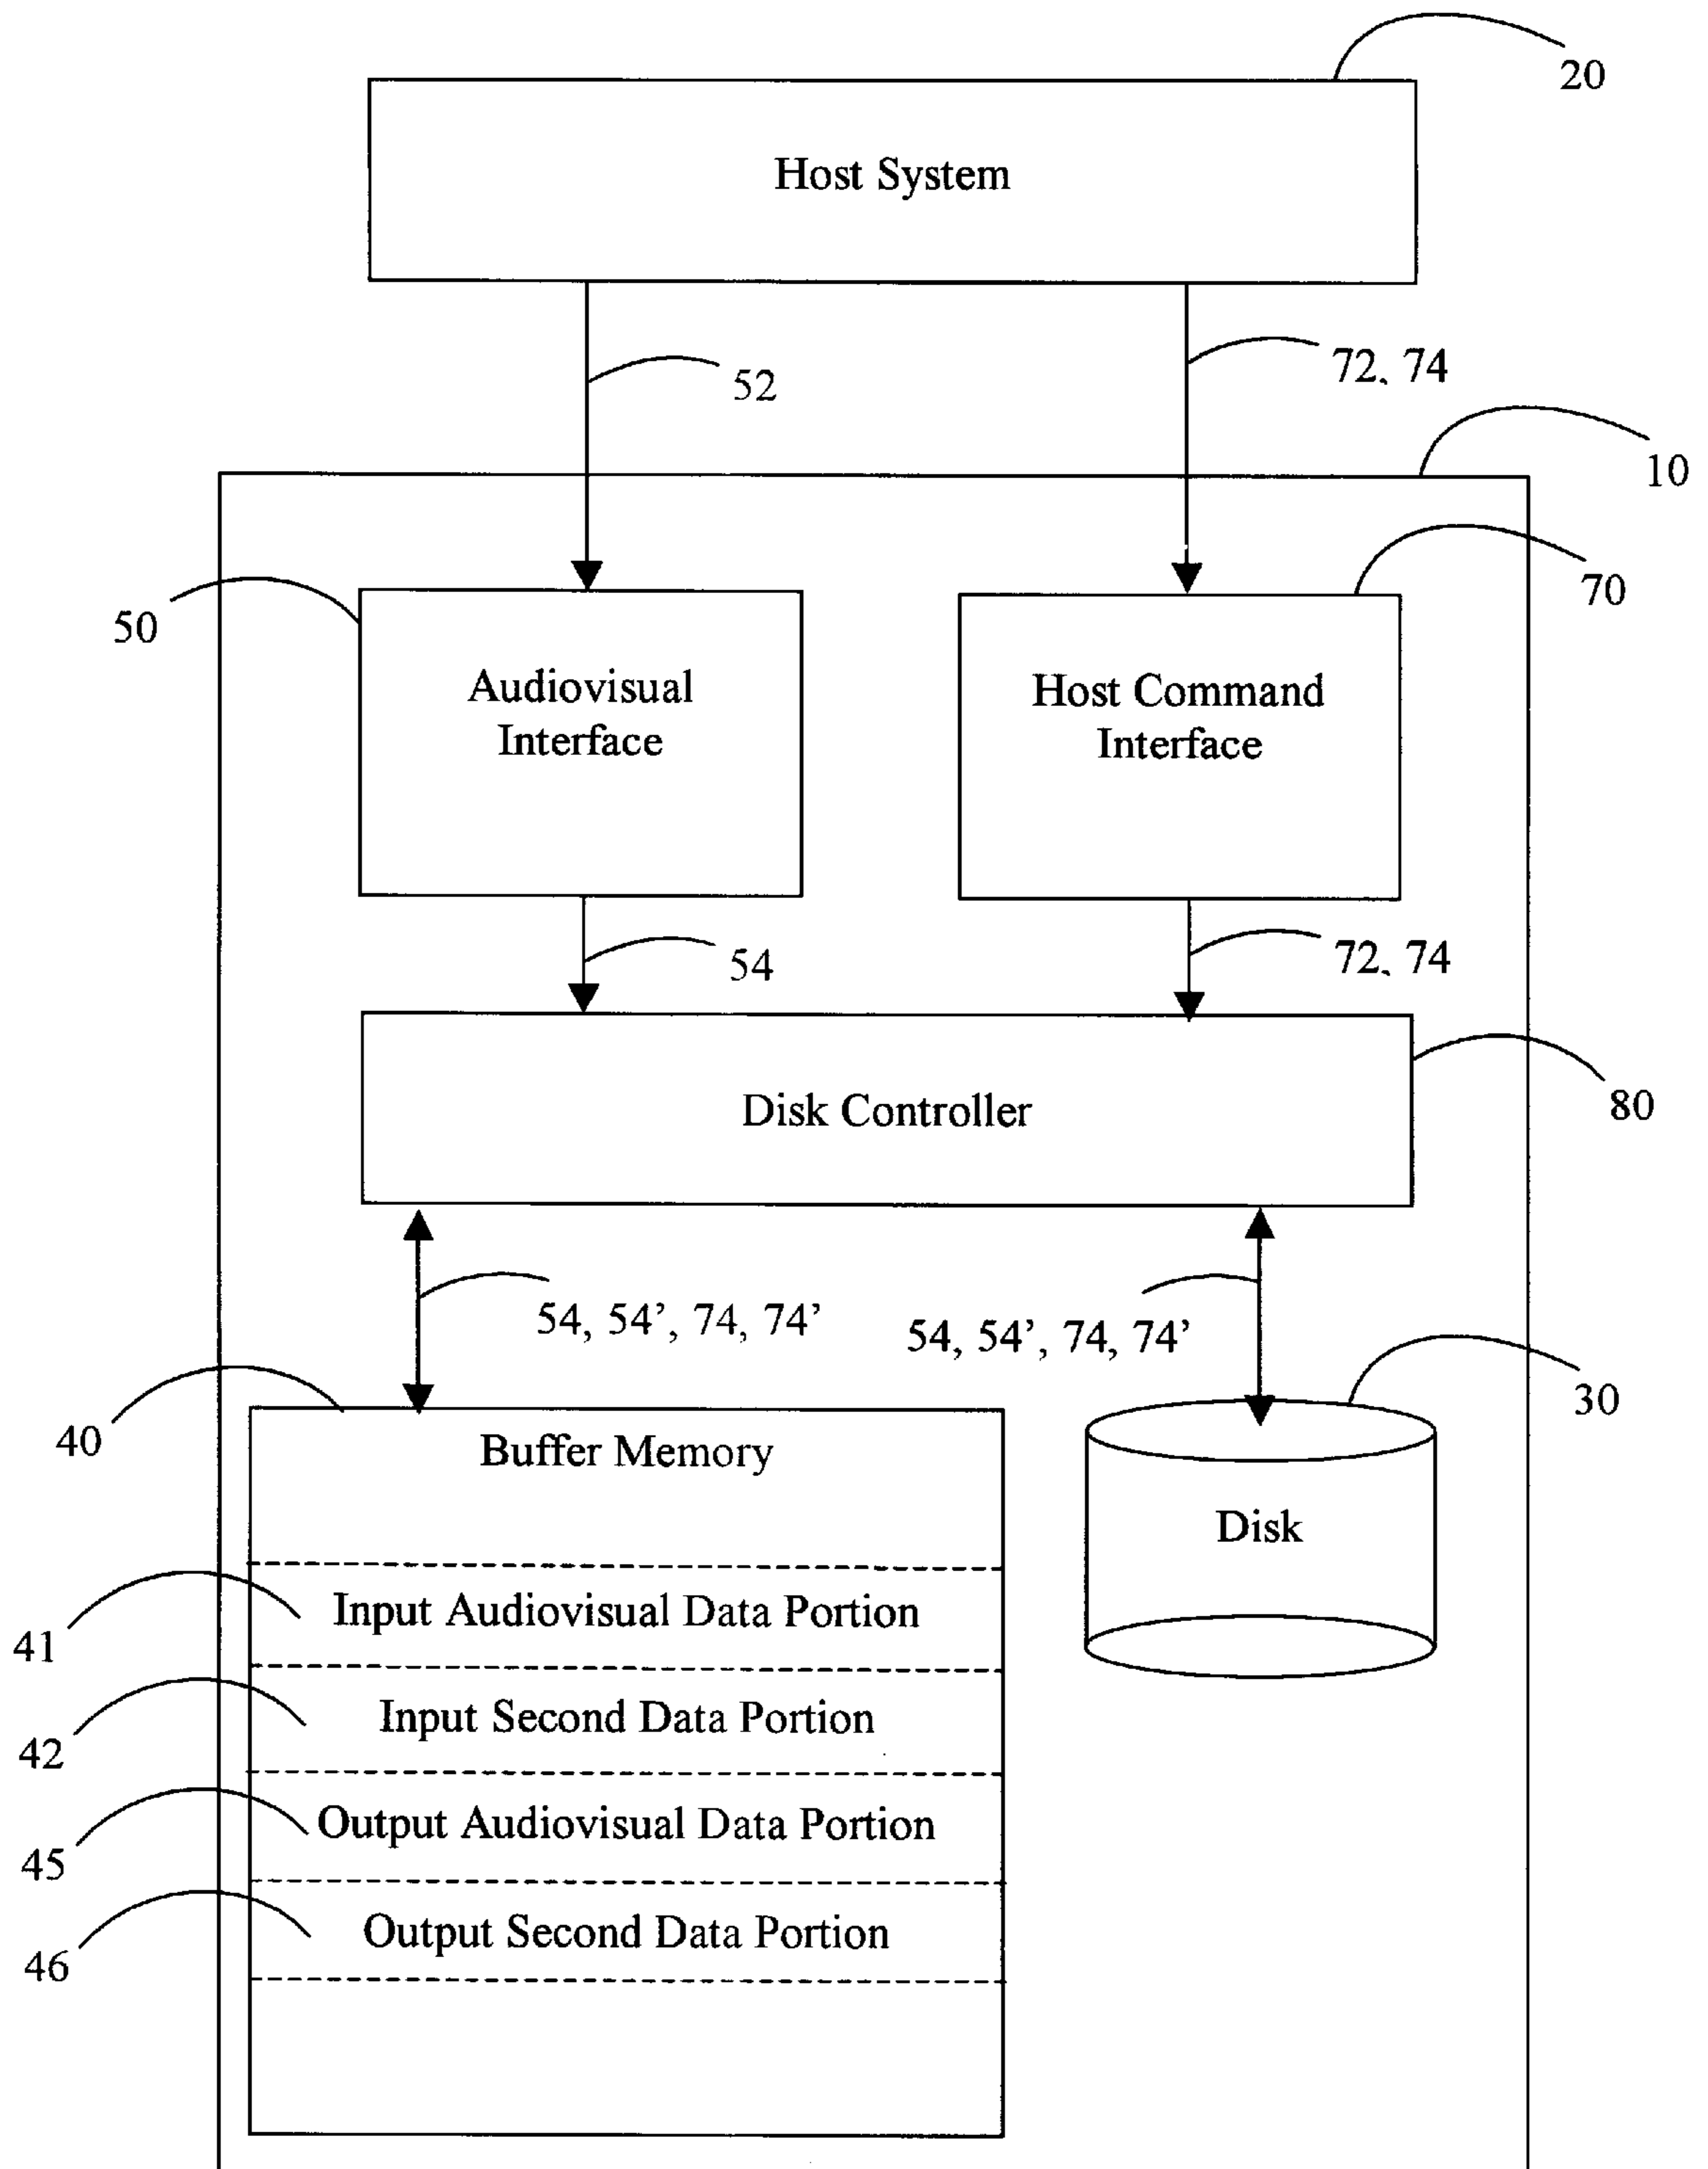 20
Host System
52
72, 74
10
50
70
Audiovisual
Interface
Host Command
Interface
54
72, 74
Disk Controller
80
54, 54’, 74, 74’
54, 54’, 74, 74’
30
40
Buffer Memory
Disk
Input Audiovisual Data Portion
41
Input Second Data Portion
42
Output Audiovisual Data Portion
45
Output Second Data Portion
46